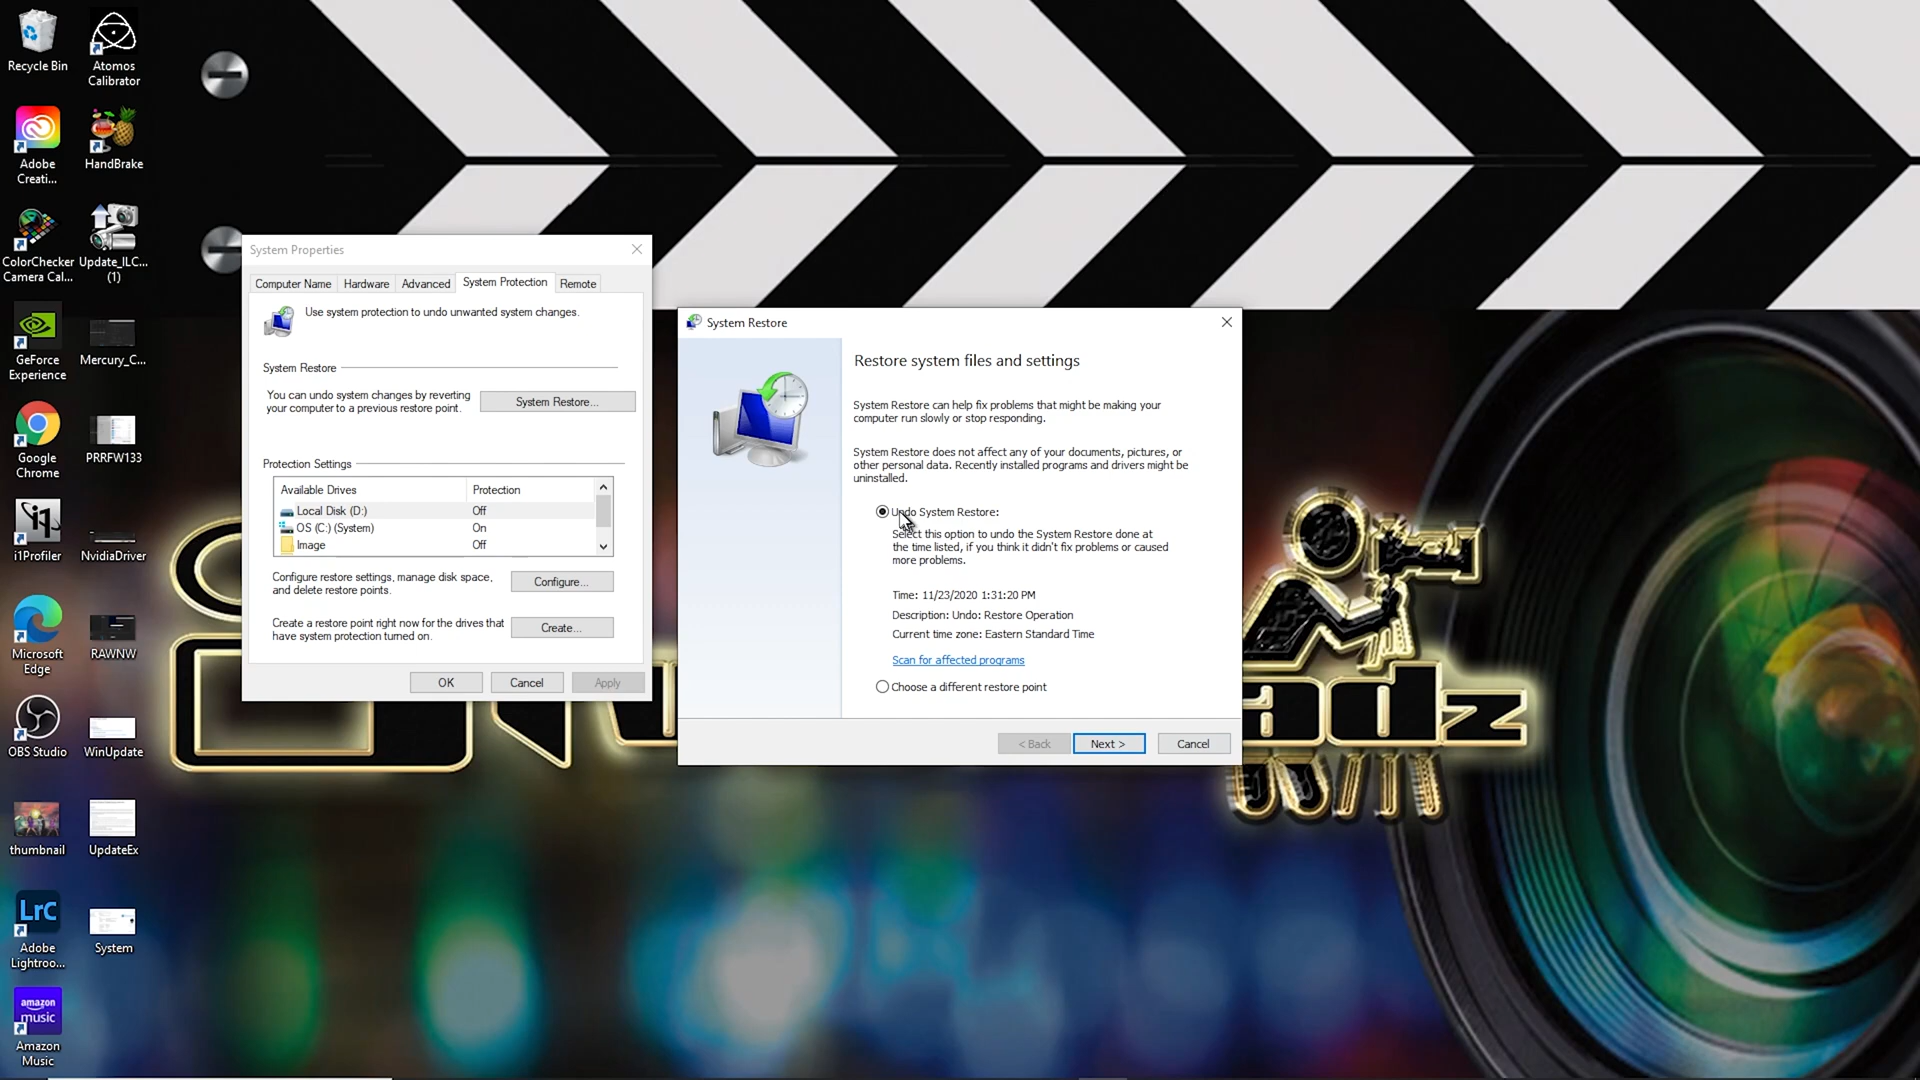 Recycle Bin
Atomos
Calibrator
Adobe
Creati...
HandBrake
ColorChecker
Camera Cal...
Update_ILC...
(1)
GeForce
Experience
Mercury_C...
Google
Chrome
PRRFW133
i1Profiler
NvidiaDriver
Microsoft
Edge
RAWNW
OBS Studio
WinUpdate
thumbnail
UpdateEx
LrC
Adobe
Lightroo...
System
amazon
music
Amazon
Music
System Properties
Computer Name
Hardware
Advanced
System Protection
Remote
Use system protection to undo unwanted system changes.
System Restore
You can undo system changes by reverting
your computer to a previous restore point.
System Restore...
Protection Settings
Available Drives
Protection
Local Disk (D:)
Off
OS (C:) (System)
On
Image
Off
Configure restore settings, manage disk space,
and delete restore points.
Configure...
Create a restore point right now for the drives that
have system protection turned on.
Create...
OK
Cancel
Apply
System Restore
Restore system files and settings
System Restore can help fix problems that might be making your
computer run slowly or stop responding.
System Restore does not affect any of your documents, pictures, or
other personal data. Recently installed programs and drivers might be
uninstalled.
Undo System Restore:
Select this option to undo the System Restore done at
the time listed, if you think it didn't fix problems or caused
more problems.
Time: 11/23/2020 1:31:20 PM
Description: Undo: Restore Operation
Current time zone: Eastern Standard Time
Scan for affected programs
Choose a different restore point
< Back
Next >
Cancel